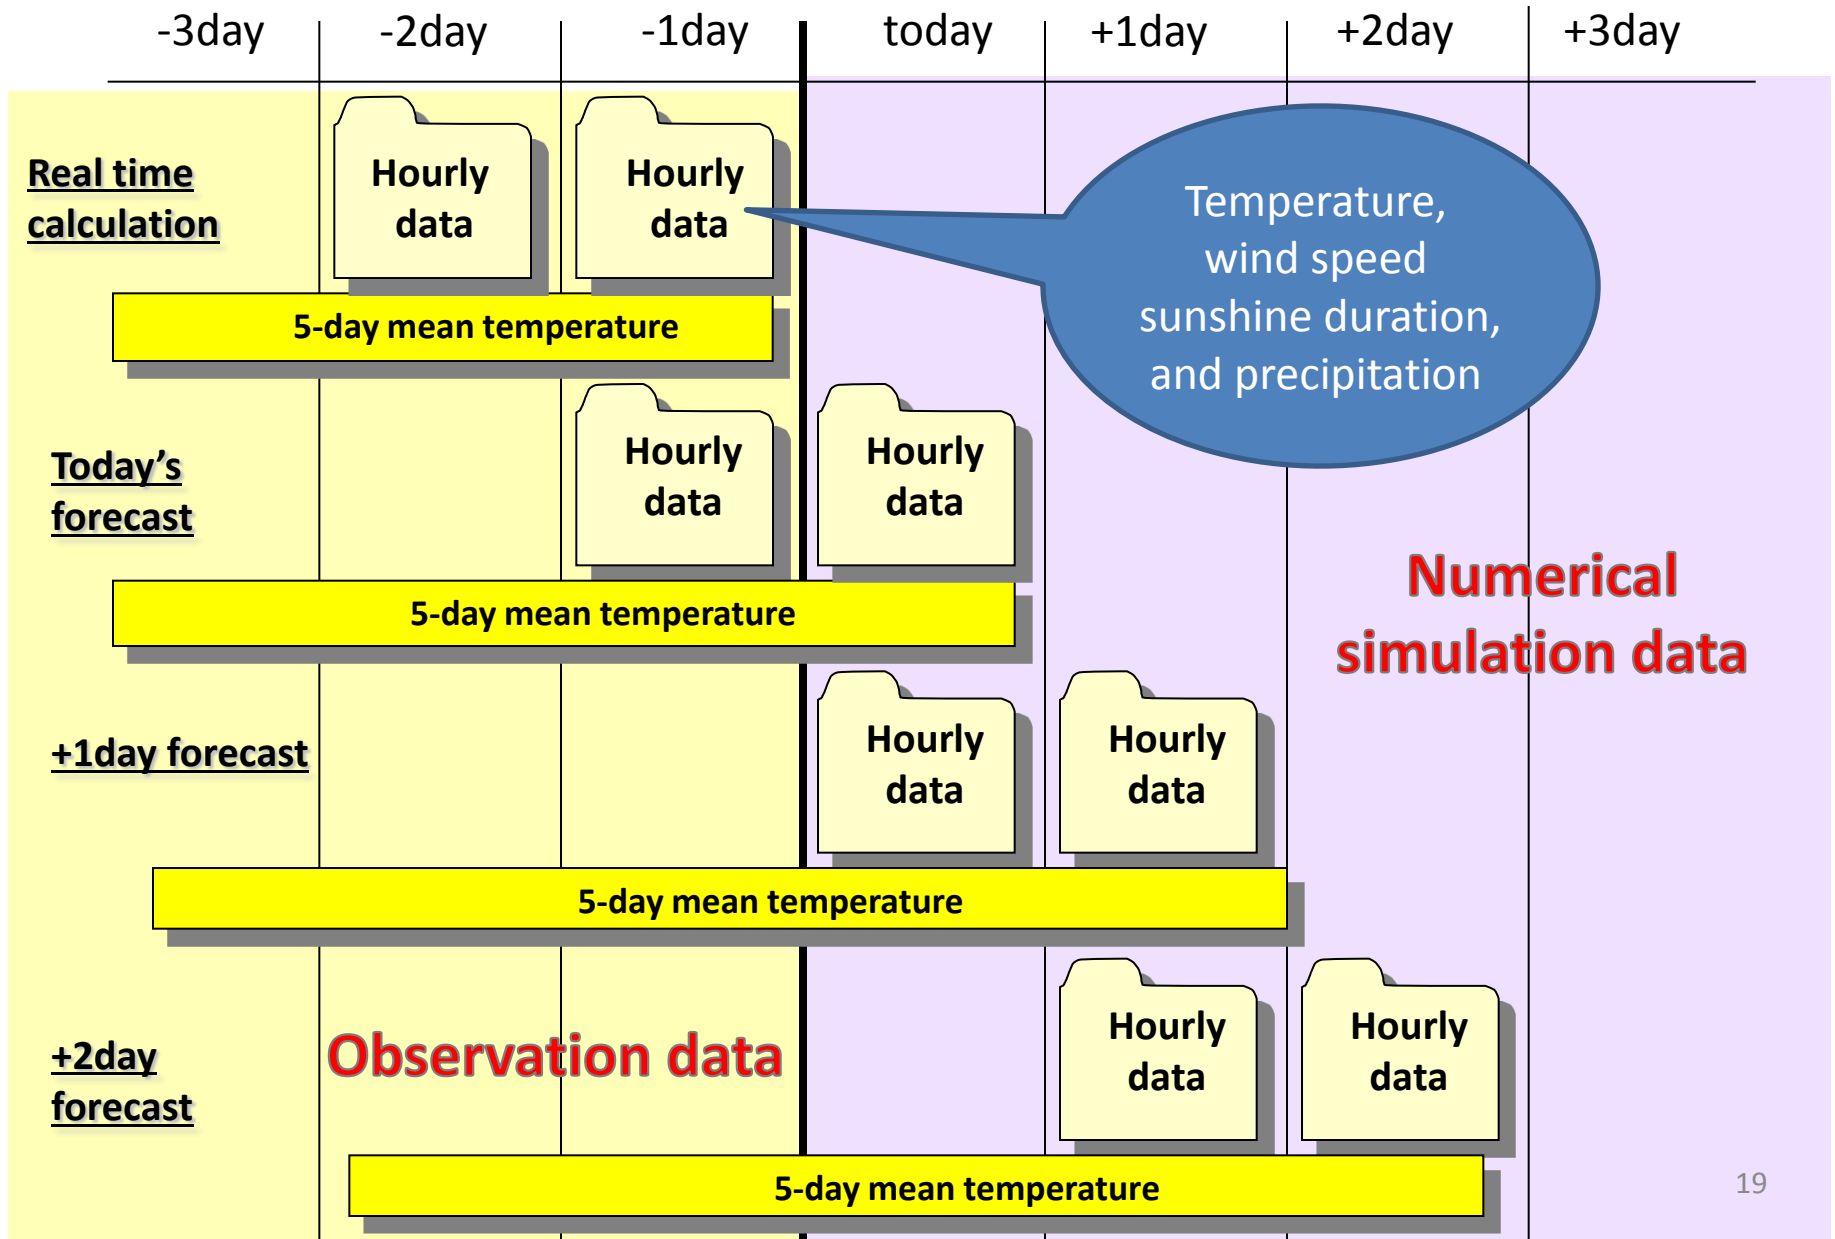 -3day -2day -1day today +1day +2day +3day
Real time
calculation
Hourly
data
Hourly
data
Temperature,
wind speed
sunshine duration,
and precipitation
5-day mean temperature
Today’s
forecast
Hourly
data
Hourly
data
5-day mean temperature
Numerical
simulation data
+1day forecast
Hourly
data
Hourly
data
5-day mean temperature
+2day
forecast
Observation data
Hourly
data
Hourly
data
5-day mean temperature
19